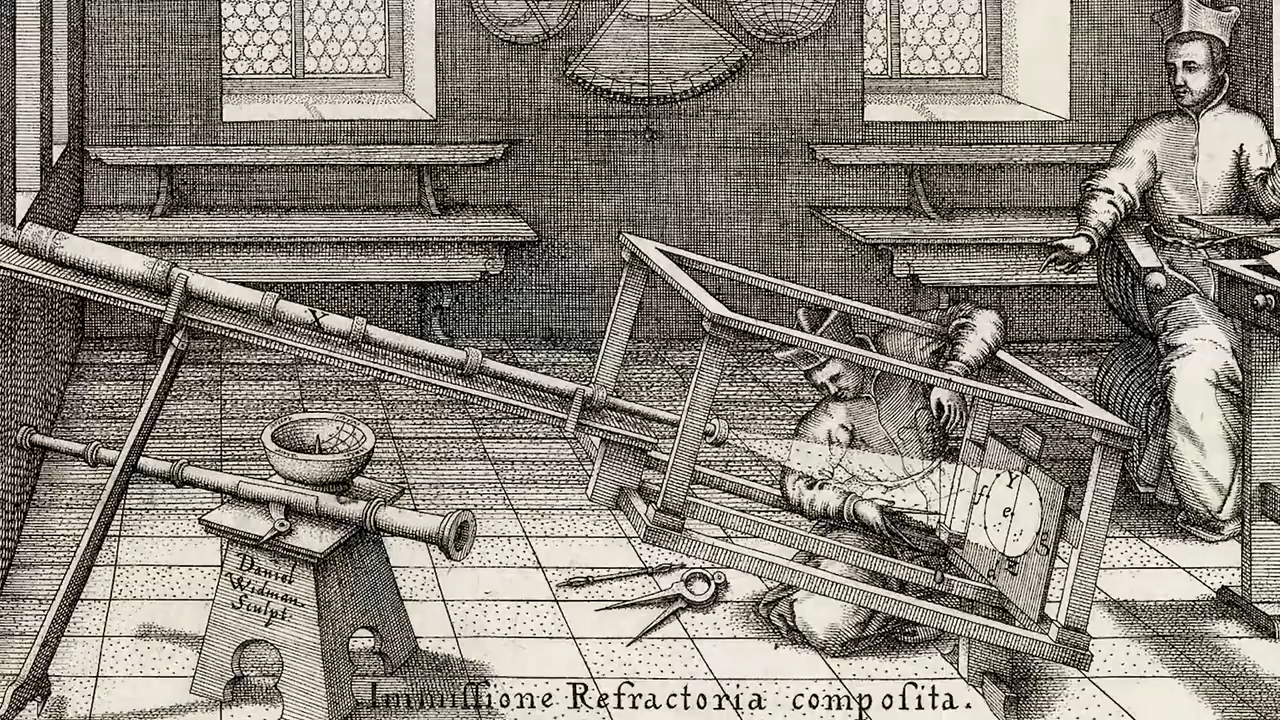 X
Y
e
Daniel
Widman.
Sculpt.
Immiſſione Refractoria compoſita.